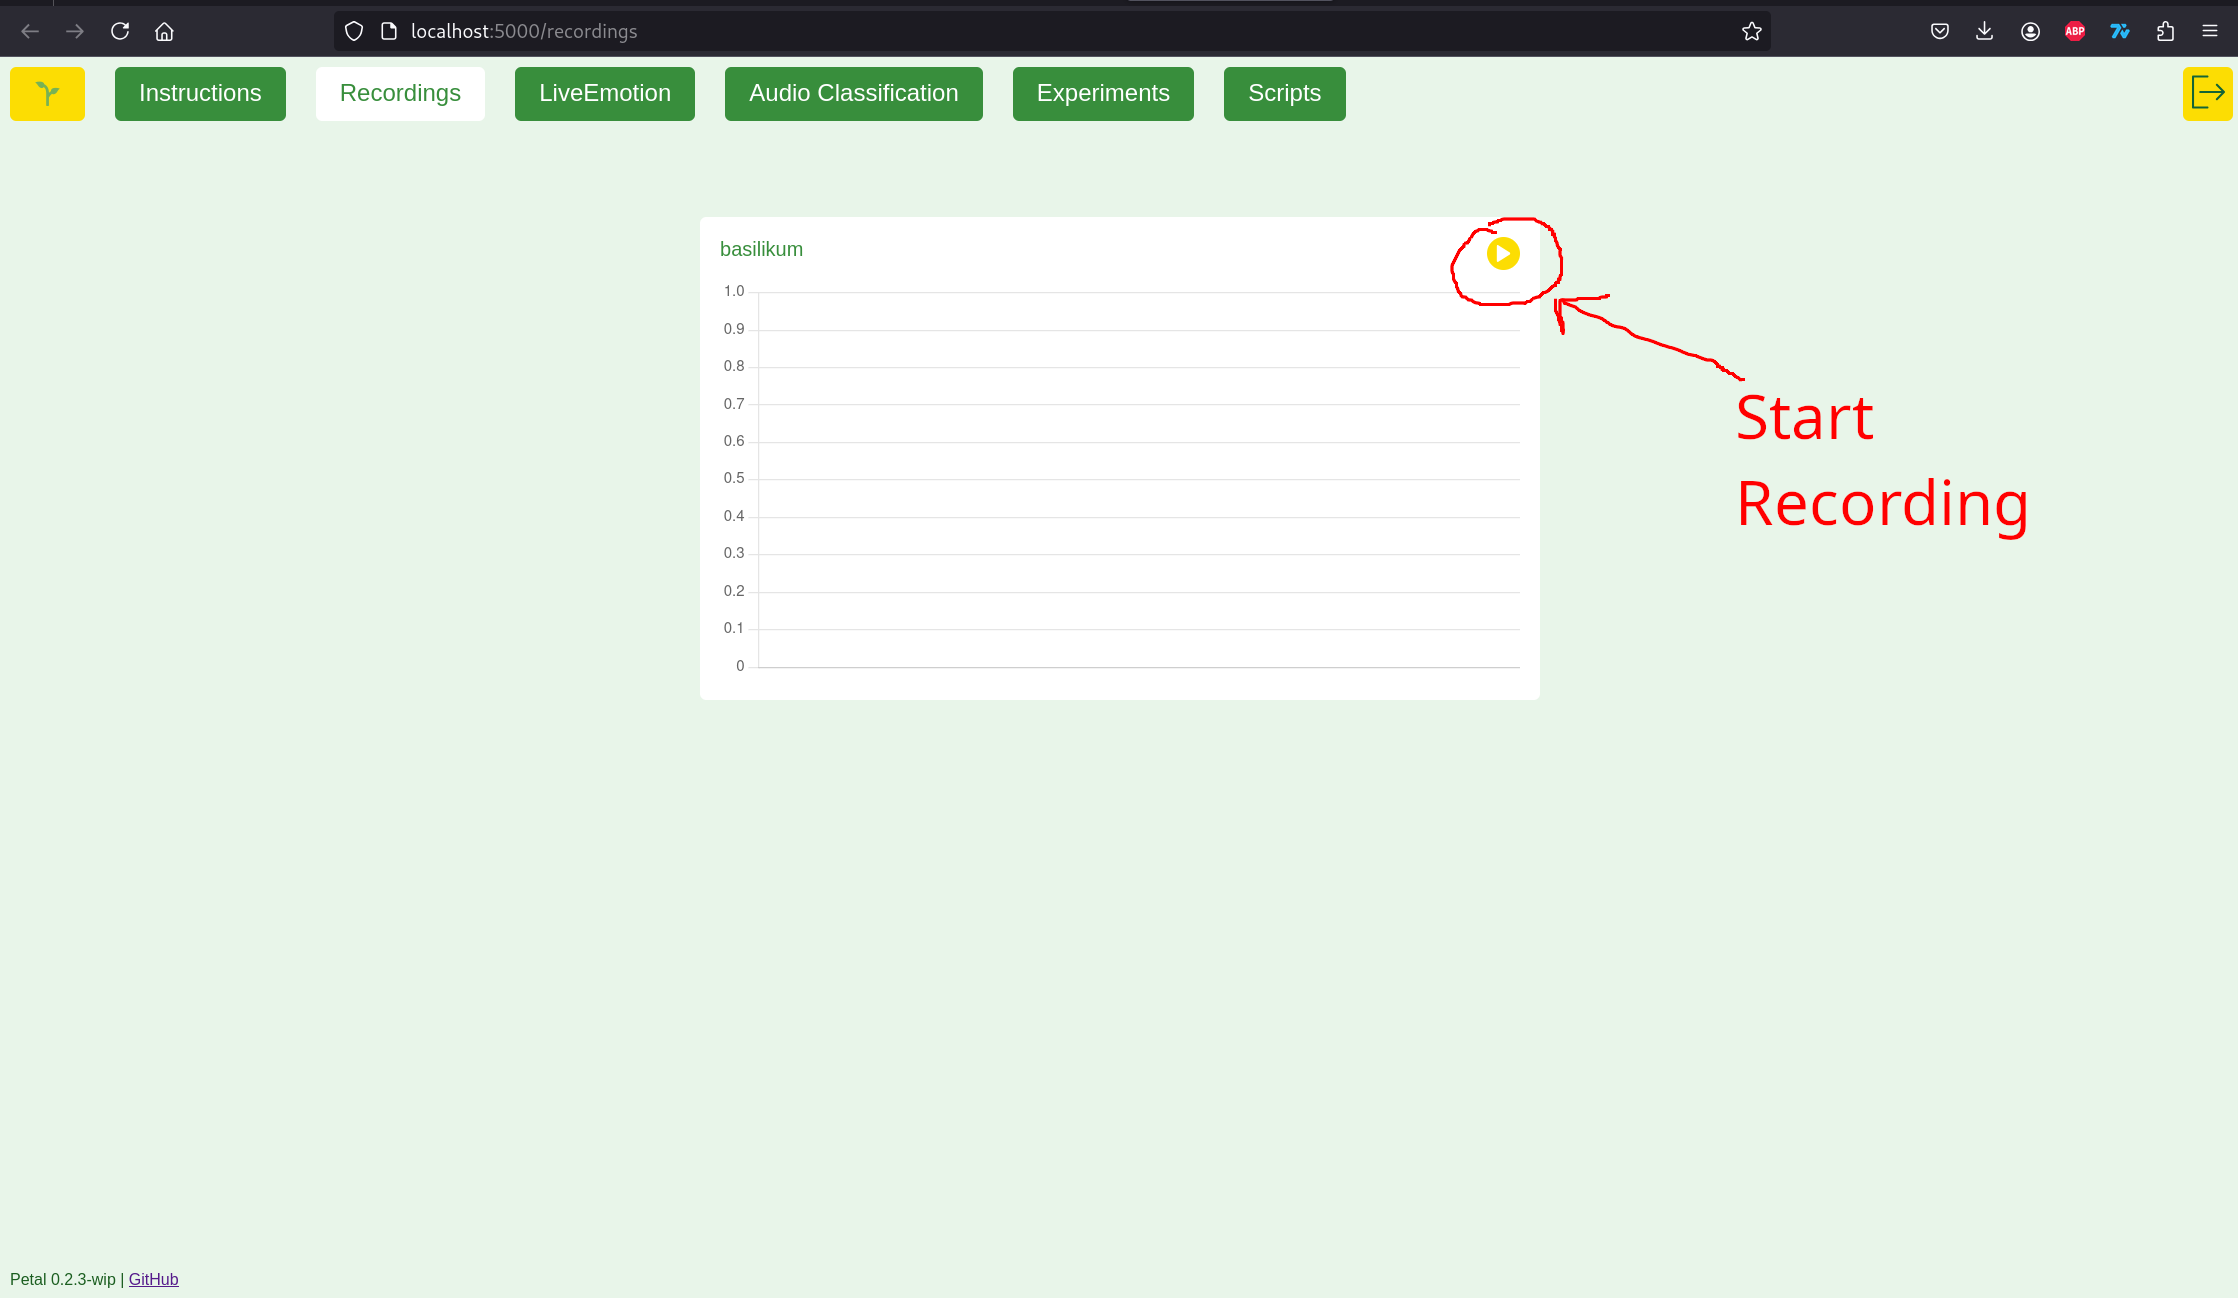 localhost:5000/recordings
ABP
Instructions
Recordings
LiveEmotion
Audio Classification
Experiments
Scripts
basilikum
1.0
0.9
0.8
0.7
0.6
0.5
0.4
0.3
0.2
0.1
0
Start
Recording
Petal 0.2.3-wip | GitHub